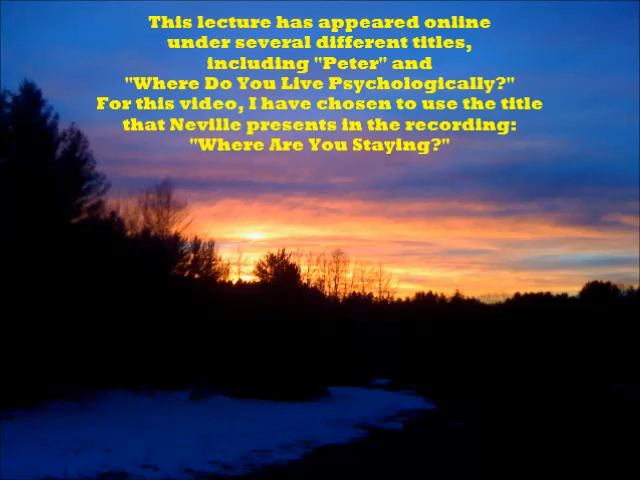 This lecture has appeared online
under several different titles,
including "Peter" and
"Where Do You Live Psychologically?"
For this video, I have chosen to use the title
that Neville presents in the recording:
"Where Are You Staying?"